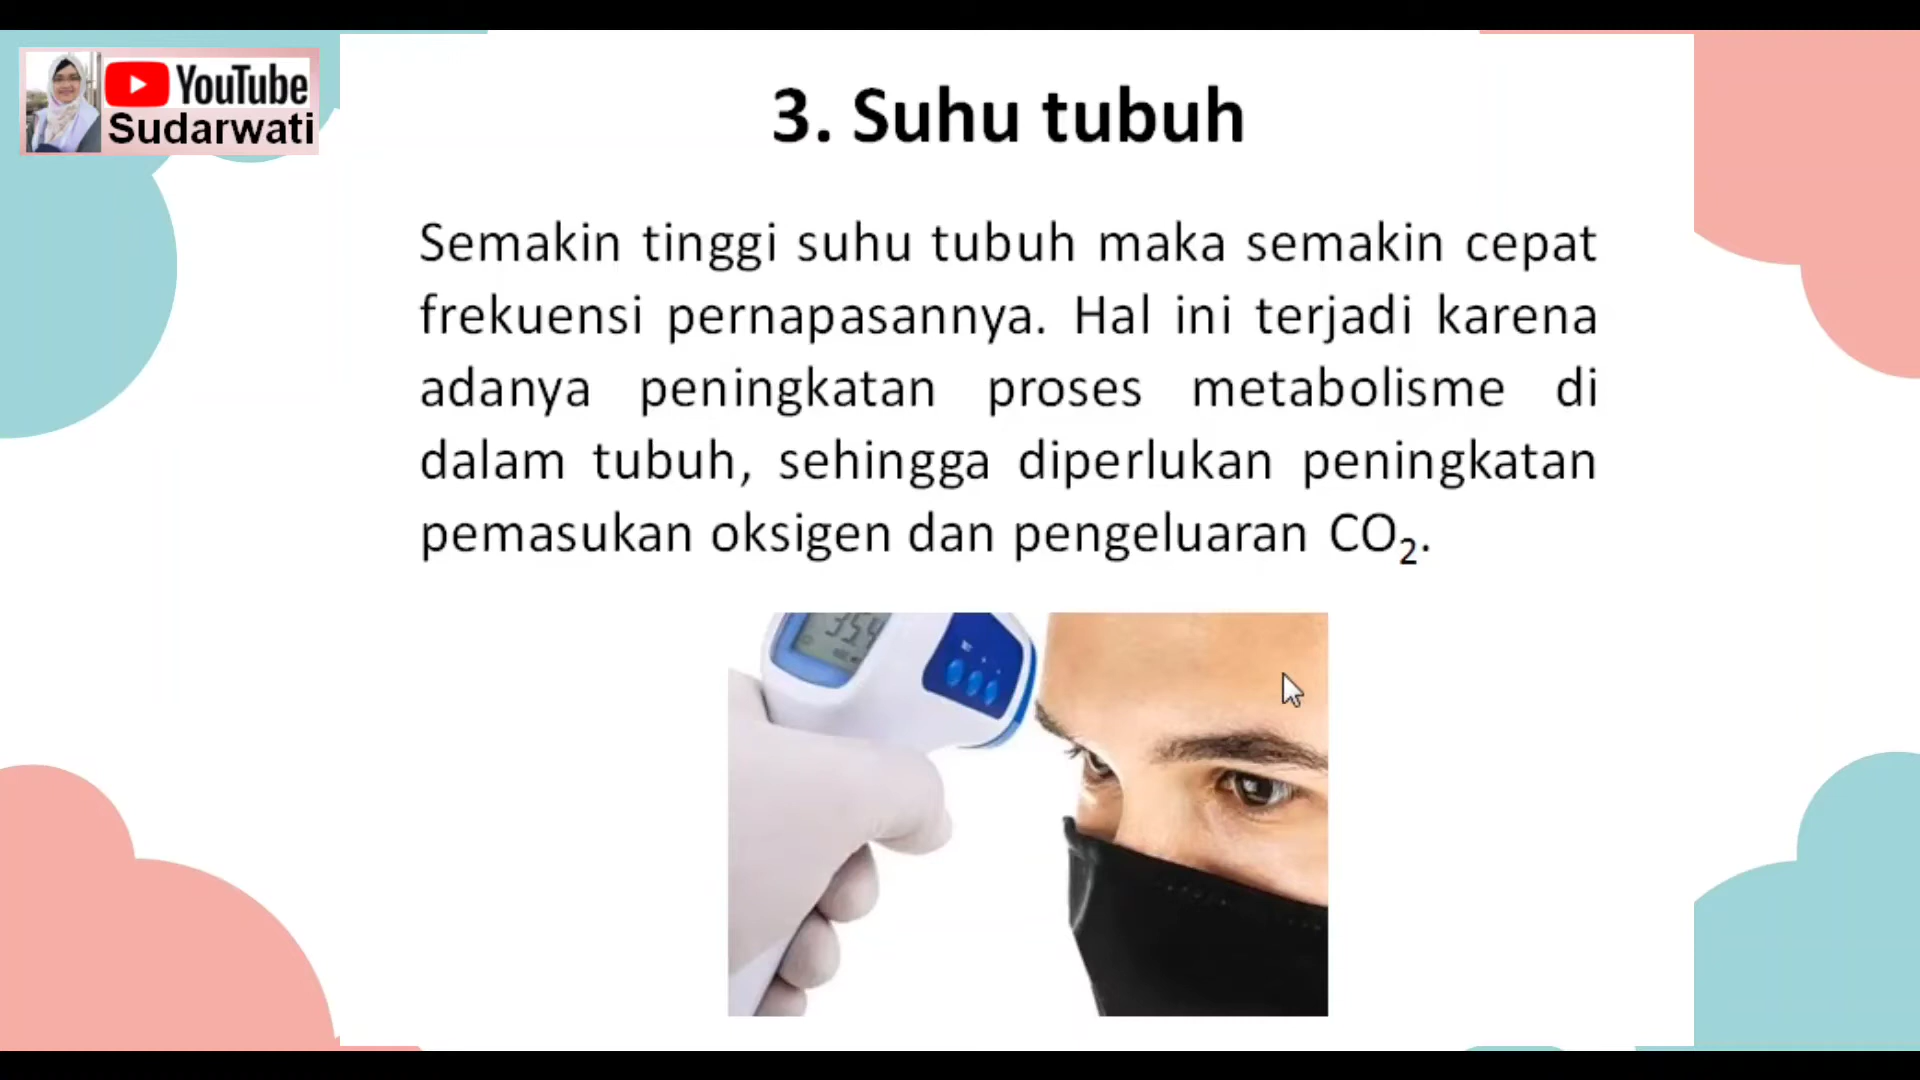 YouTube
Sudarwati
3. Suhu tubuh
Semakin tinggi suhu tubuh maka semakin cepat
frekuensi pernapasannya. Hal ini terjadi karena
adanya peningkatan proses metabolisme di
dalam tubuh, sehingga diperlukan peningkatan
pemasukan oksigen dan pengeluaran CO₂.